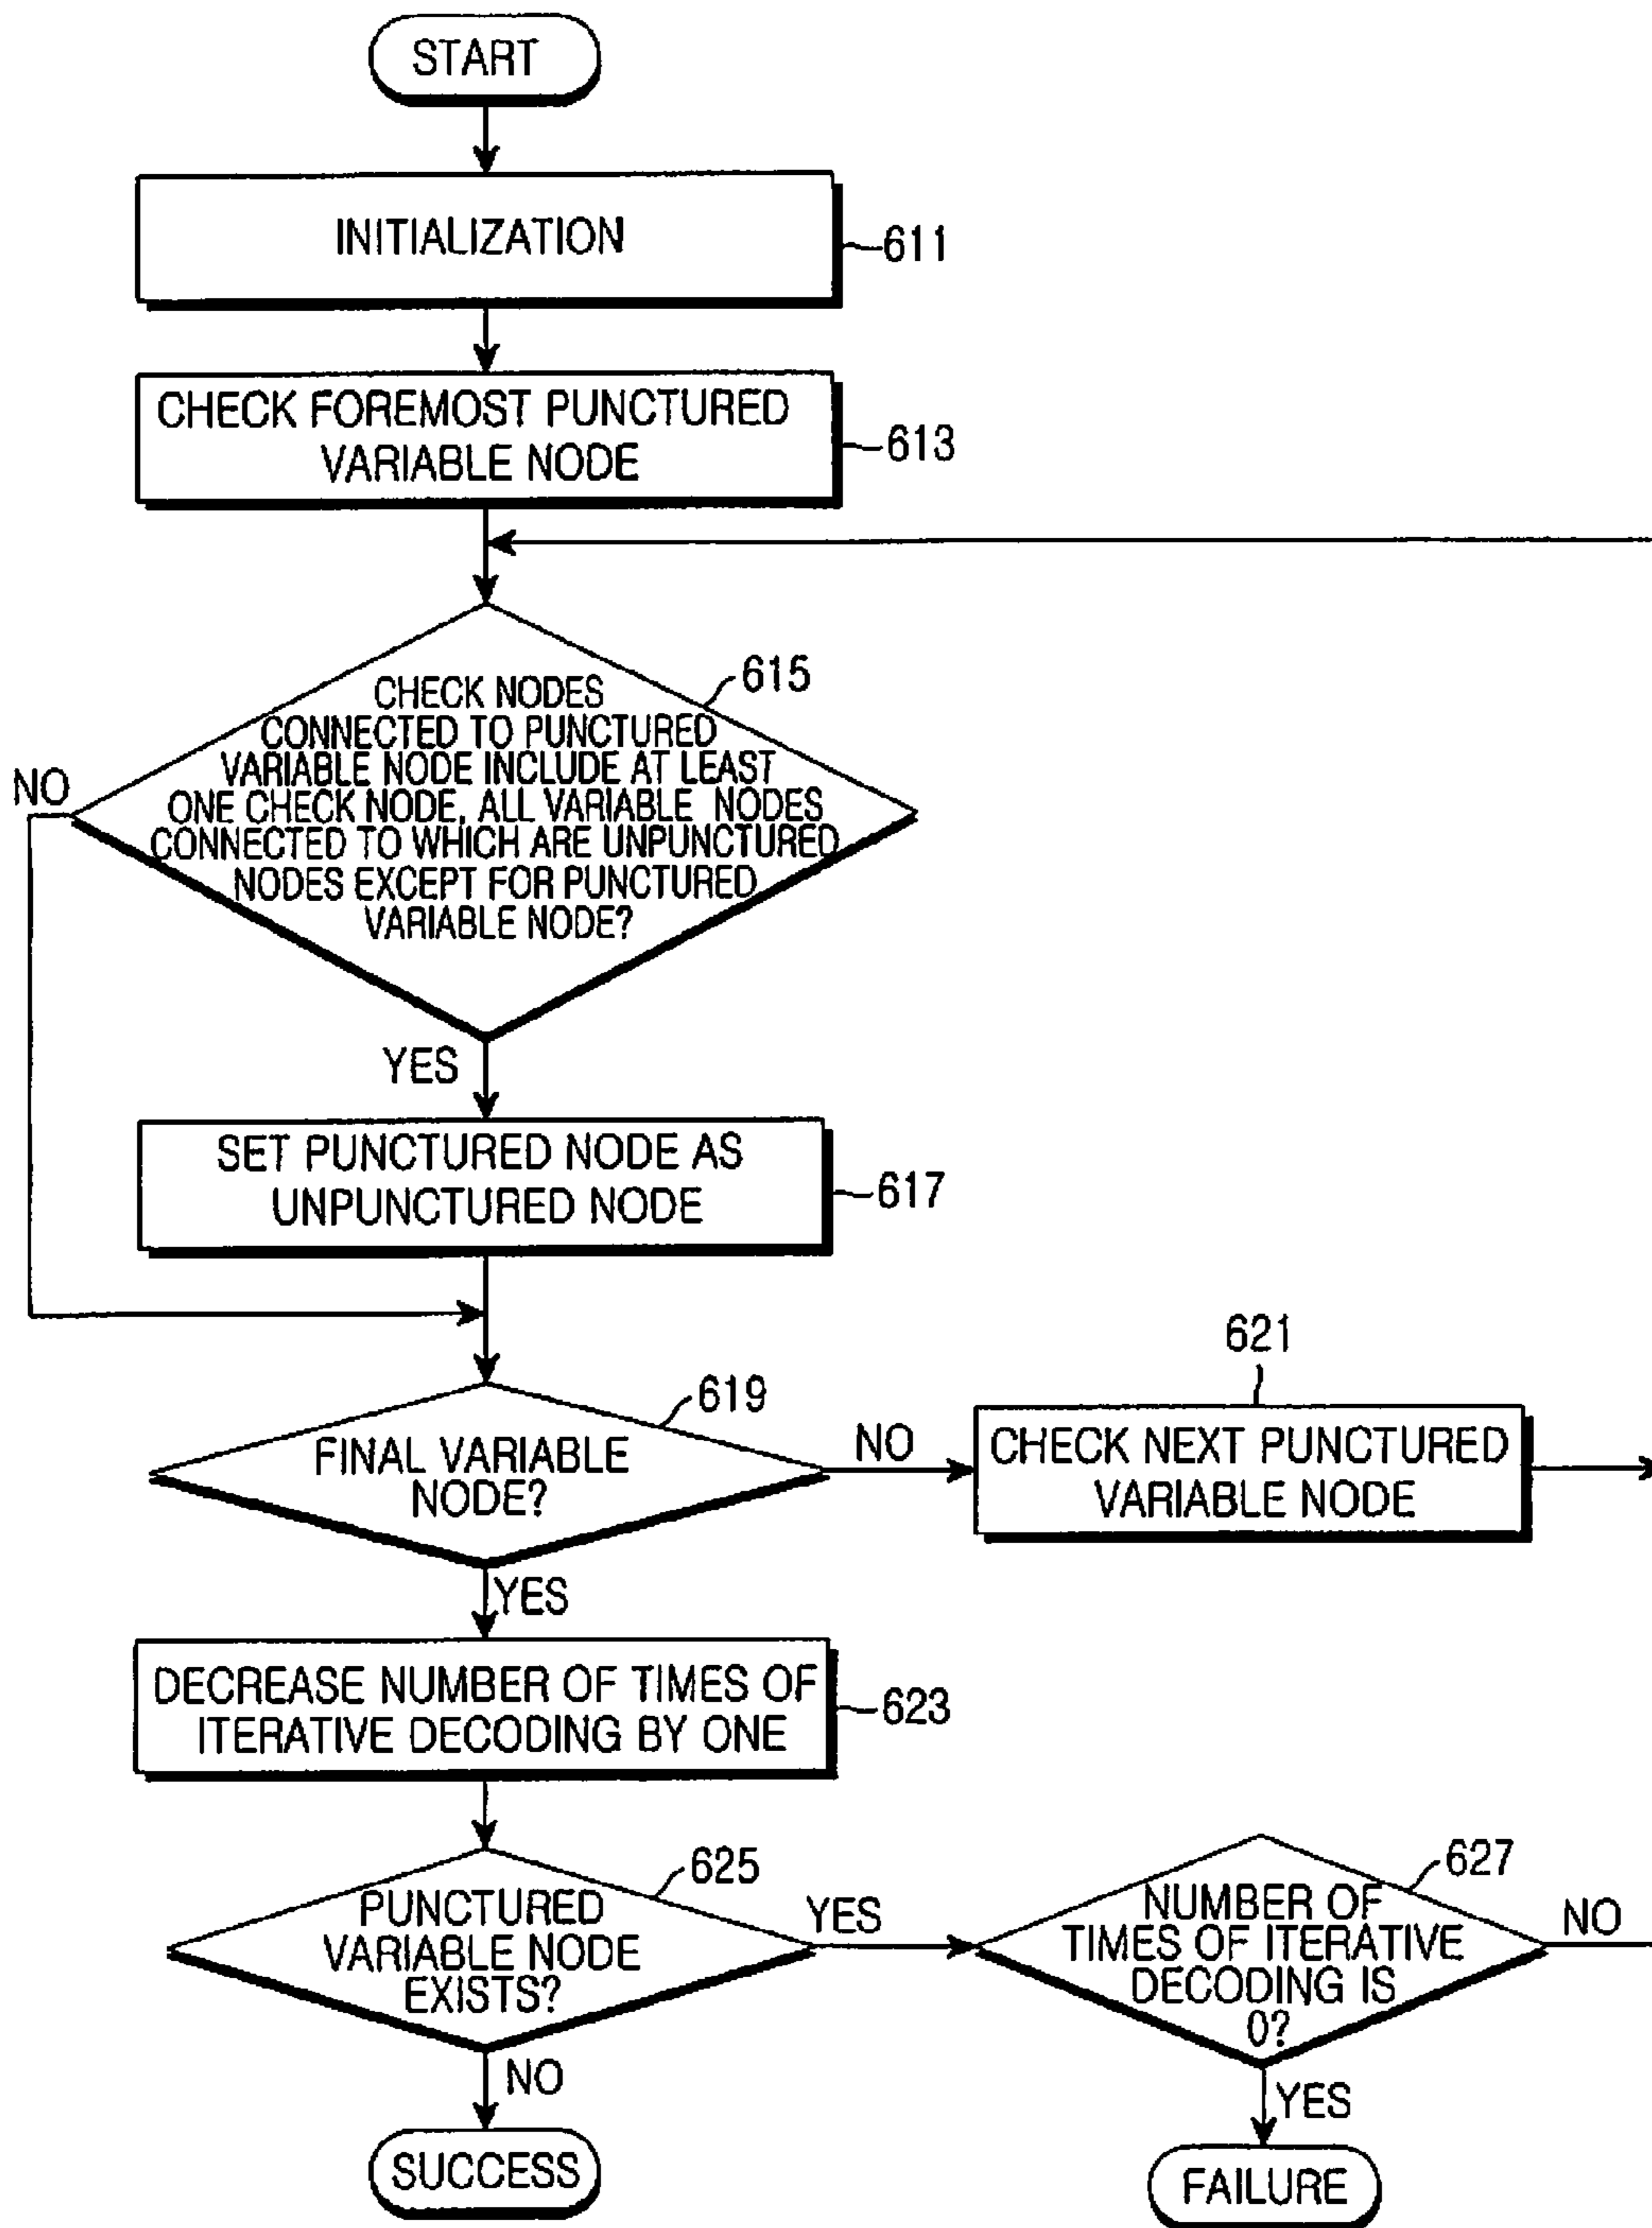 START
INITIALIZATION
611
CHECK FOREMOST PUNCTURED
VARIABLE NODE
613
615
CHECK NODES
CONNECTED TO PUNCTURED
VARIABLE NODE INCLUDE AT LEAST
ONE CHECK NODE, ALL VARIABLE NODES
CONNECTED TO WHICH ARE UNPUNCTURED
NODES EXCEPT FOR PUNCTURED
VARIABLE NODE?
NO
YES
SET PUNCTURED NODE AS
UNPUNCTURED NODE
617
619
FINAL VARIABLE
NODE?
NO
621
CHECK NEXT PUNCTURED
VARIABLE NODE
YES
DECREASE NUMBER OF TIMES OF
ITERATIVE DECODING BY ONE
623
625
PUNCTURED
VARIABLE NODE
EXISTS?
YES
627
NUMBER OF
TIMES OF ITERATIVE
DECODING IS
0?
NO
NO
YES
SUCCESS
FAILURE